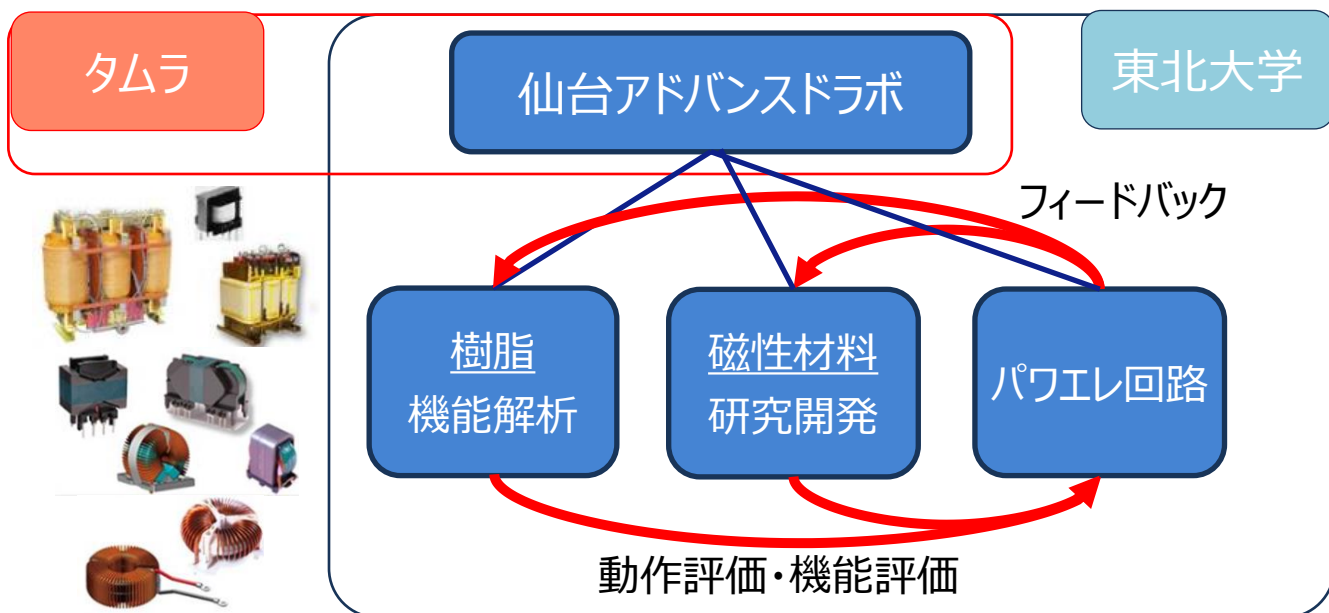 タムラ
仙台アドバンスドラボ
東北大学
フィードバック
樹脂
機能解析
磁性材料
研究開発
パワエレ回路
動作評価・機能評価